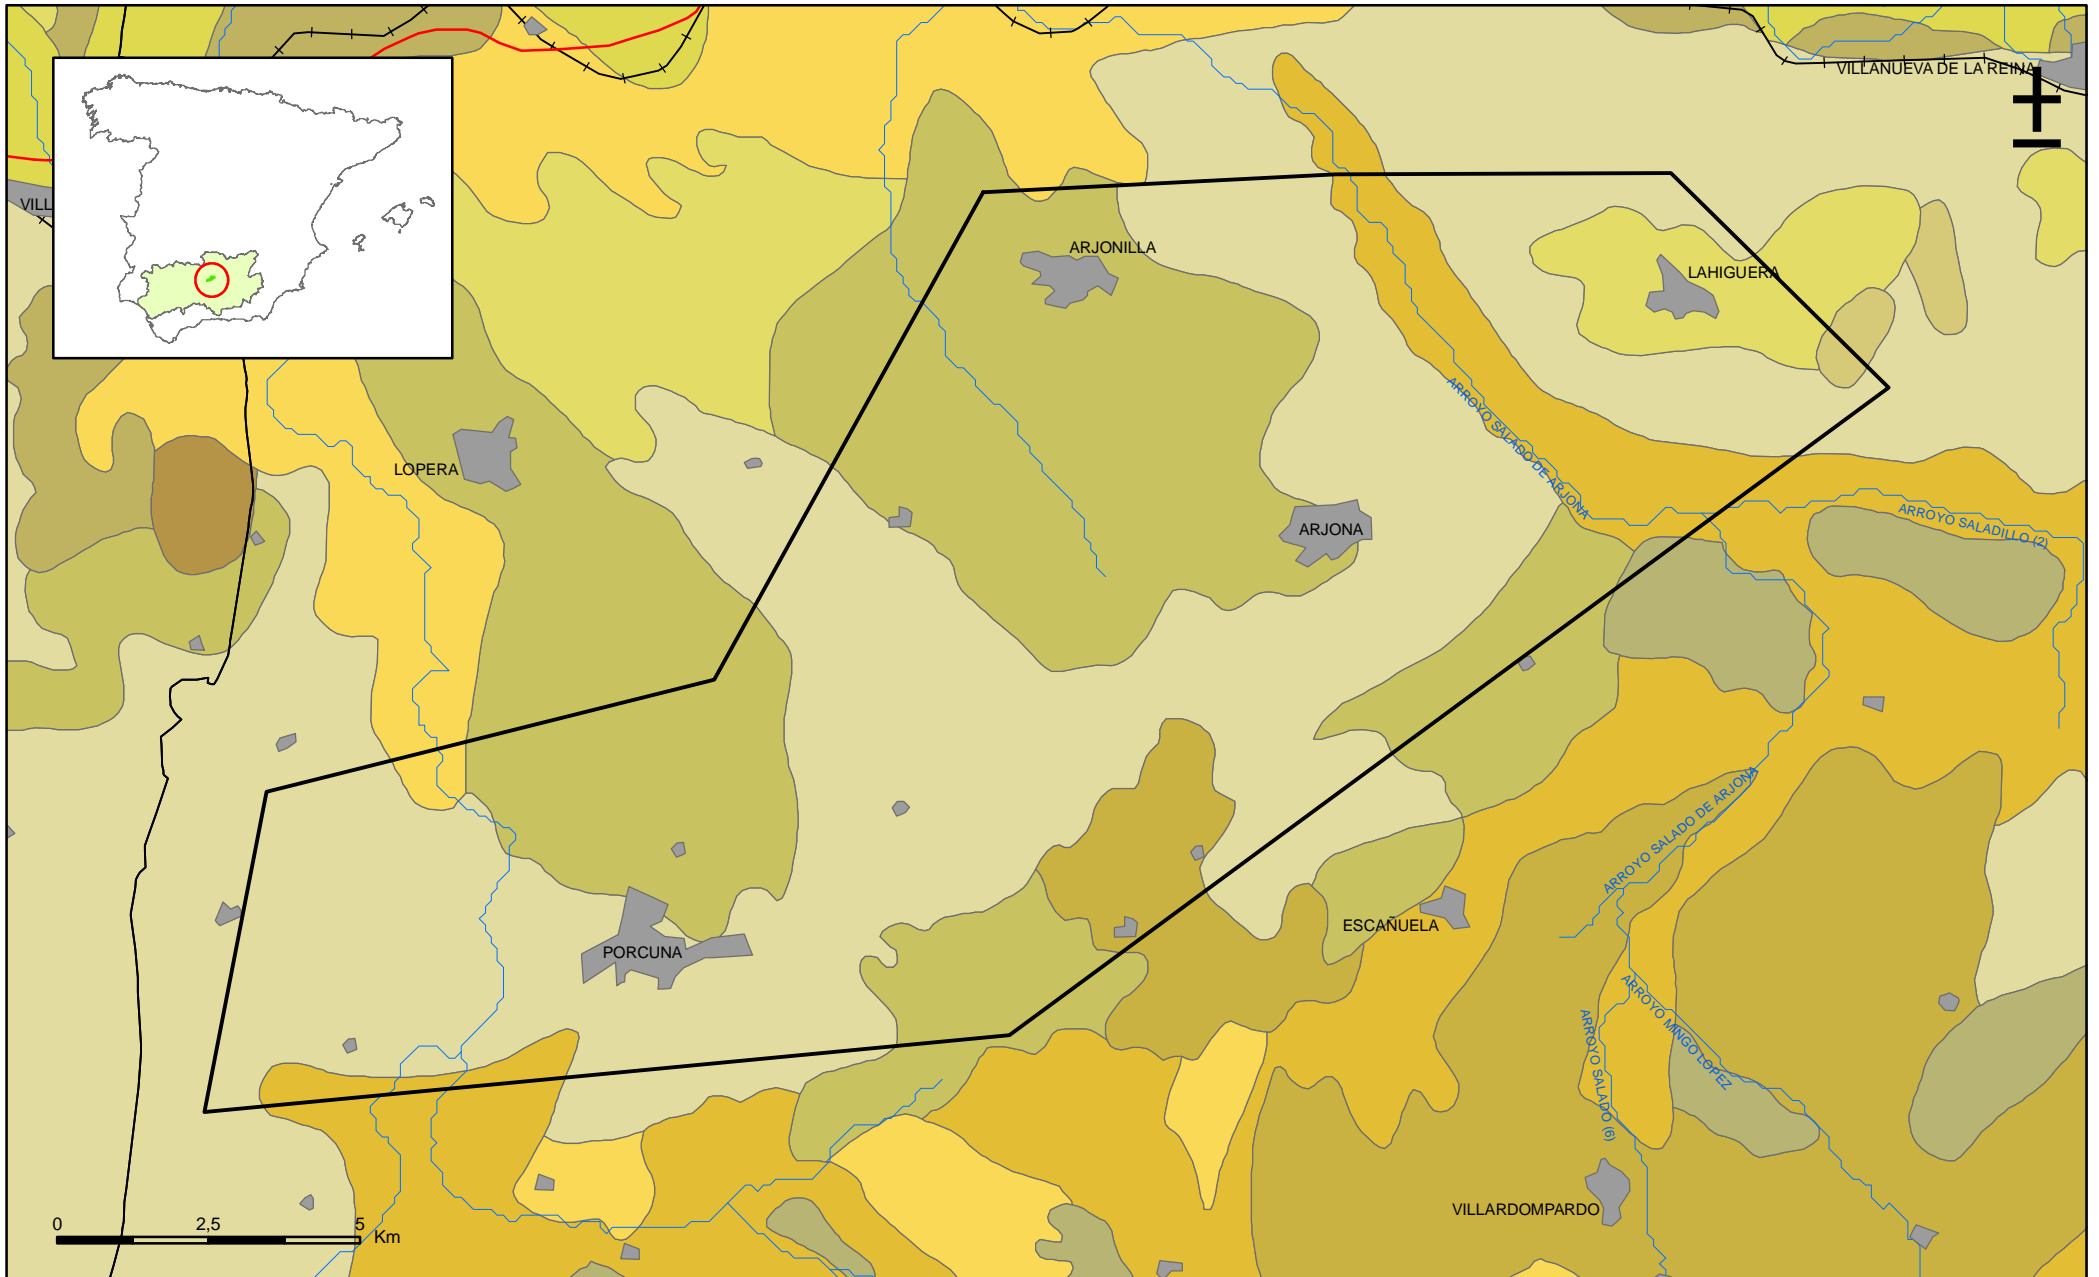 VILLANUEVA DE LA REINA
VILL
ARJONILLA
LAHIGUERA
LOPERA
ARROYO SALADO DE ARJONA
ARJONA
ARROYO SALADILLO (2)
ARROYO SALADO DE ARJONA
ESCAÑUELA
PORCUNA
ARROYO MINGO LOPEZ
ARROYO SALADO (6)
VILLARDOMPARDO
0 2,5 5
Km